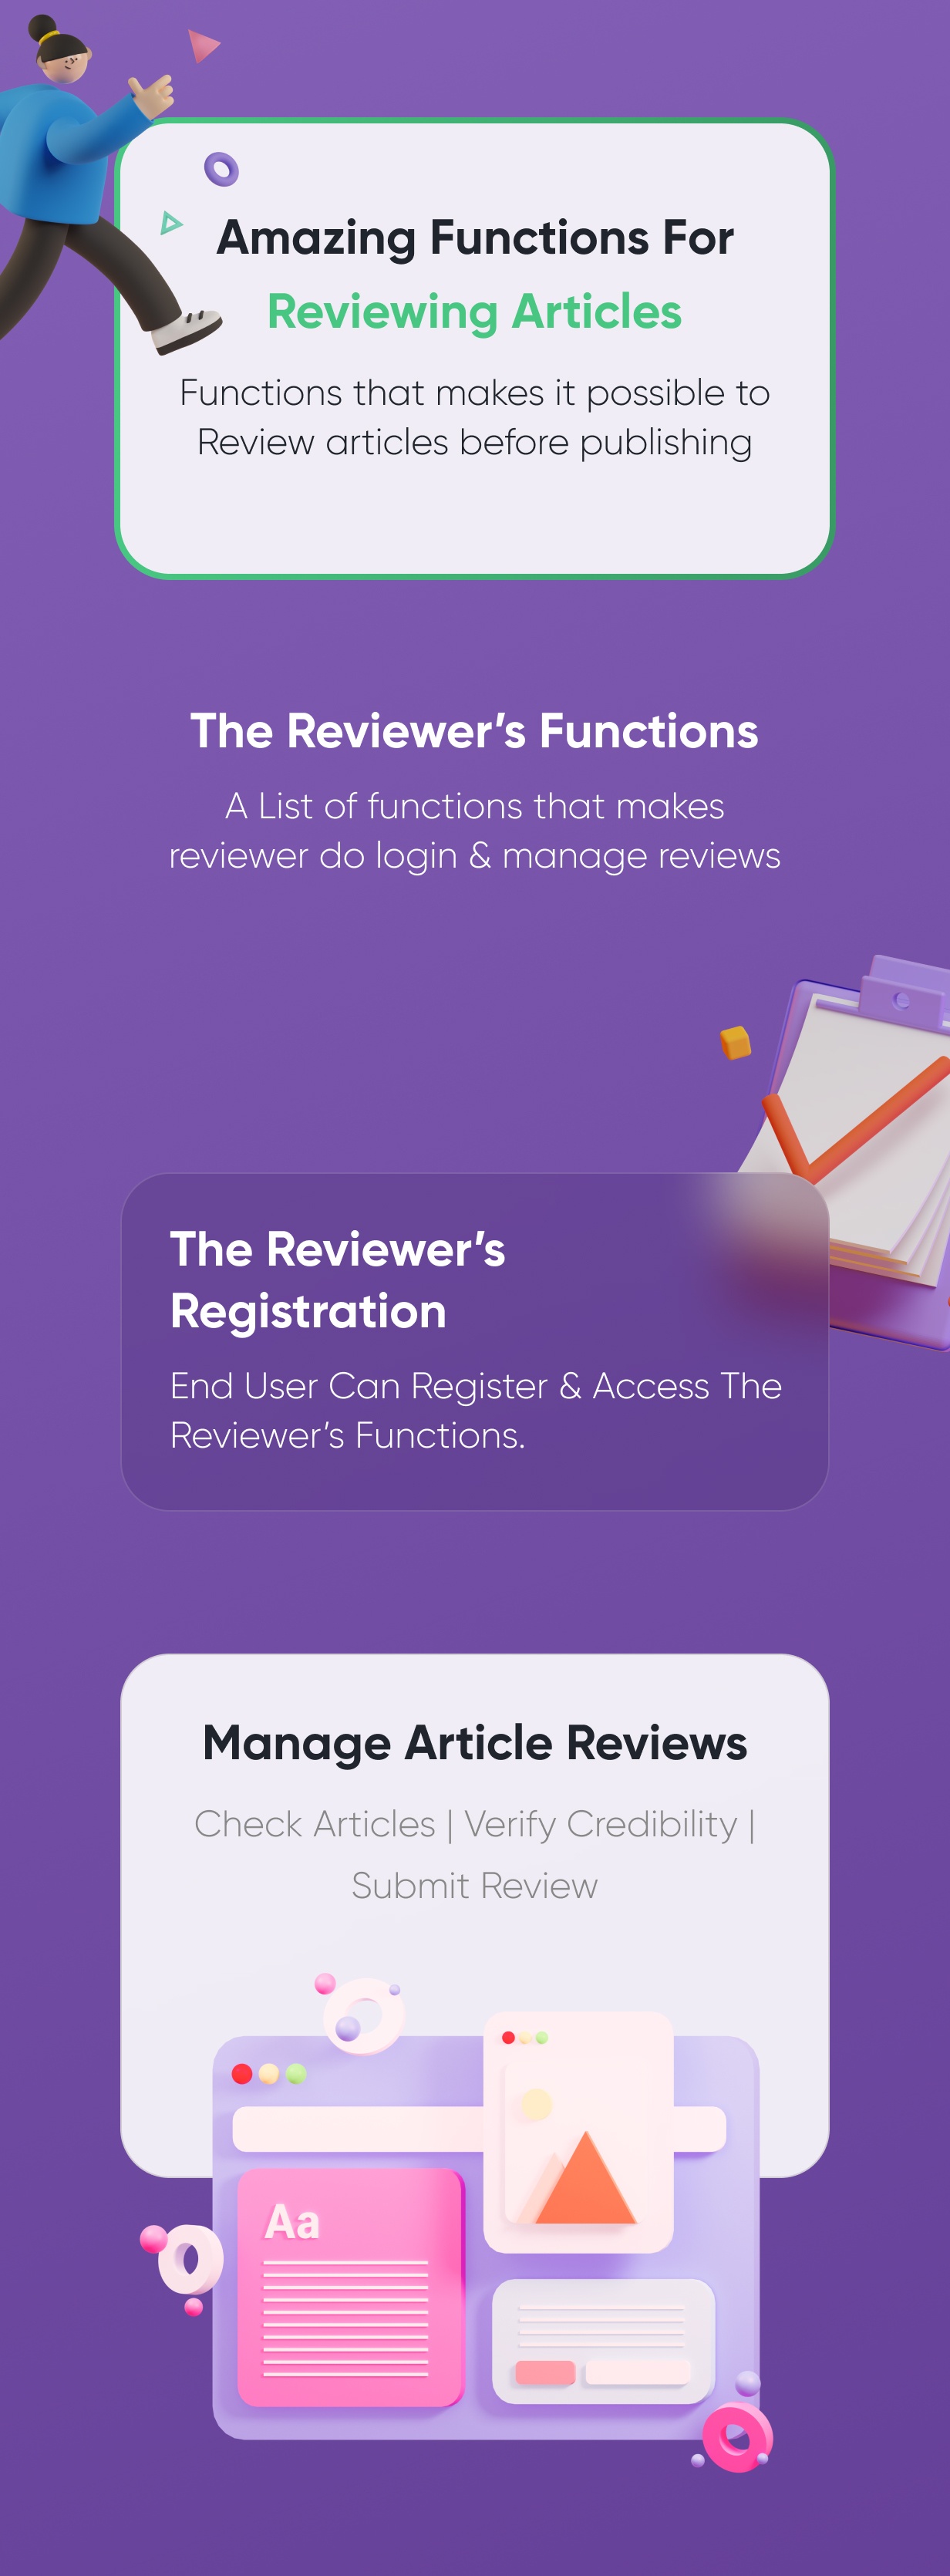 Amazing Functions For
Reviewing Articles
Functions that makes it possible to
Review articles before publishing
The Reviewer’s Functions
A List of functions that makes
reviewer do login & manage reviews
The Reviewer’s
Registration
End User Can Register & Access The
Reviewer’s Functions.
Manage Article Reviews
Check Articles | Verify Credibility |
Submit Review
Aa